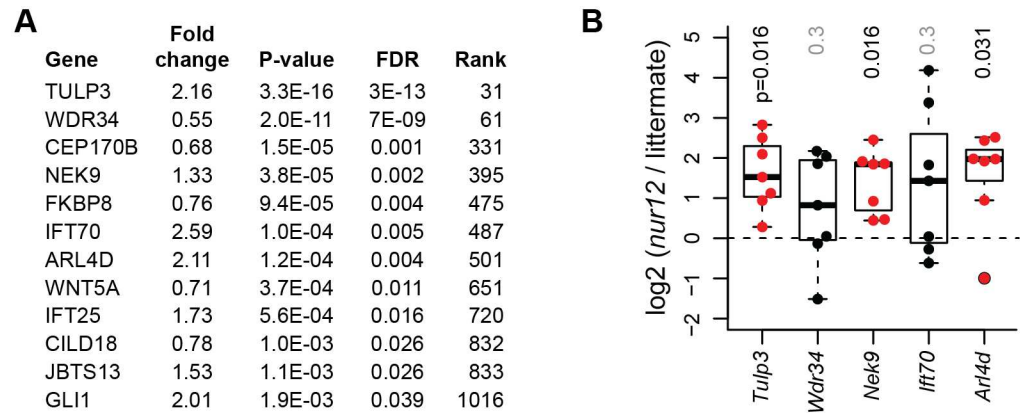 A
Gene Fold change P-value FDR Rank
TULP3 2.16 3.3E-16 3E-13 31
WDR34 0.55 2.0E-11 7E-09 61
CEP170B 0.68 1.5E-05 0.001 331
NEK9 1.33 3.8E-05 0.002 395
FKBP8 0.76 9.4E-05 0.004 475
IFT70 2.59 1.0E-04 0.005 487
ARL4D 2.11 1.2E-04 0.004 501
WNT5A 0.71 3.7E-04 0.011 651
IFT25 1.73 5.6E-04 0.016 720
CILD18 0.78 1.0E-03 0.026 832
JBTS13 1.53 1.1E-03 0.026 833
GLI1 2.01 1.9E-03 0.039 1016
B
log2 (nur12 / littermate)
5
4
3
2
1
0
−1
−2
p=0.016 0.3 0.016 0.3 0.031
Tulp3 Wdr34 Nek9 Ift70 Arl4d